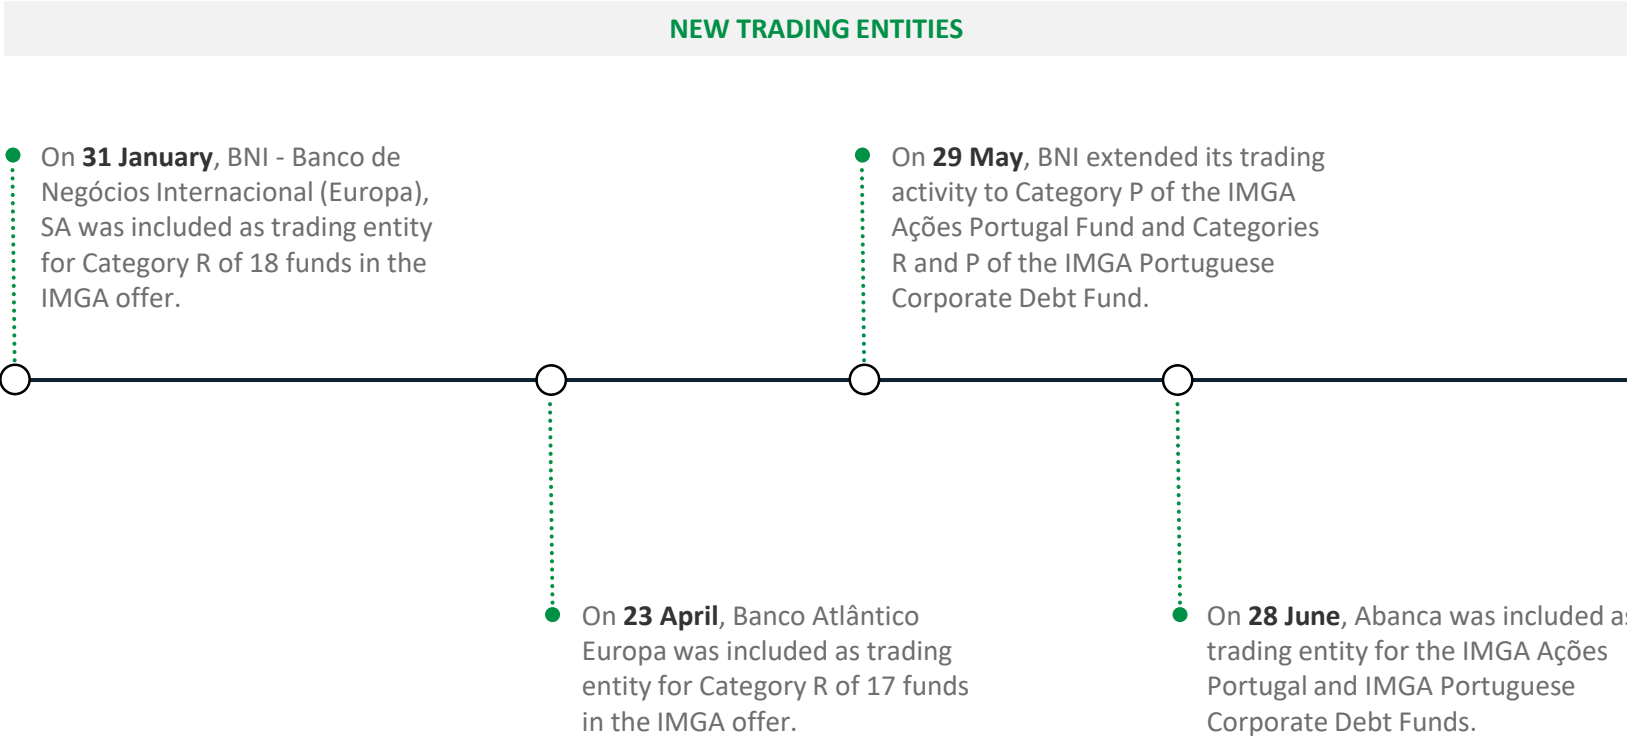 NEW TRADING ENTITIES
On 31 January, BNI - Banco de
Negócios Internacional (Europa),
SA was included as trading entity
for Category R of 18 funds in the
IMGA offer.
On 29 May, BNI extended its trading
activity to Category P of the IMGA
Ações Portugal Fund and Categories
R and P of the IMGA Portuguese
Corporate Debt Fund.
On 23 April, Banco Atlântico
Europa was included as trading
entity for Category R of 17 funds
in the IMGA offer.
On 28 June, Abanca was included as
trading entity for the IMGA Ações
Portugal and IMGA Portuguese
Corporate Debt Funds.